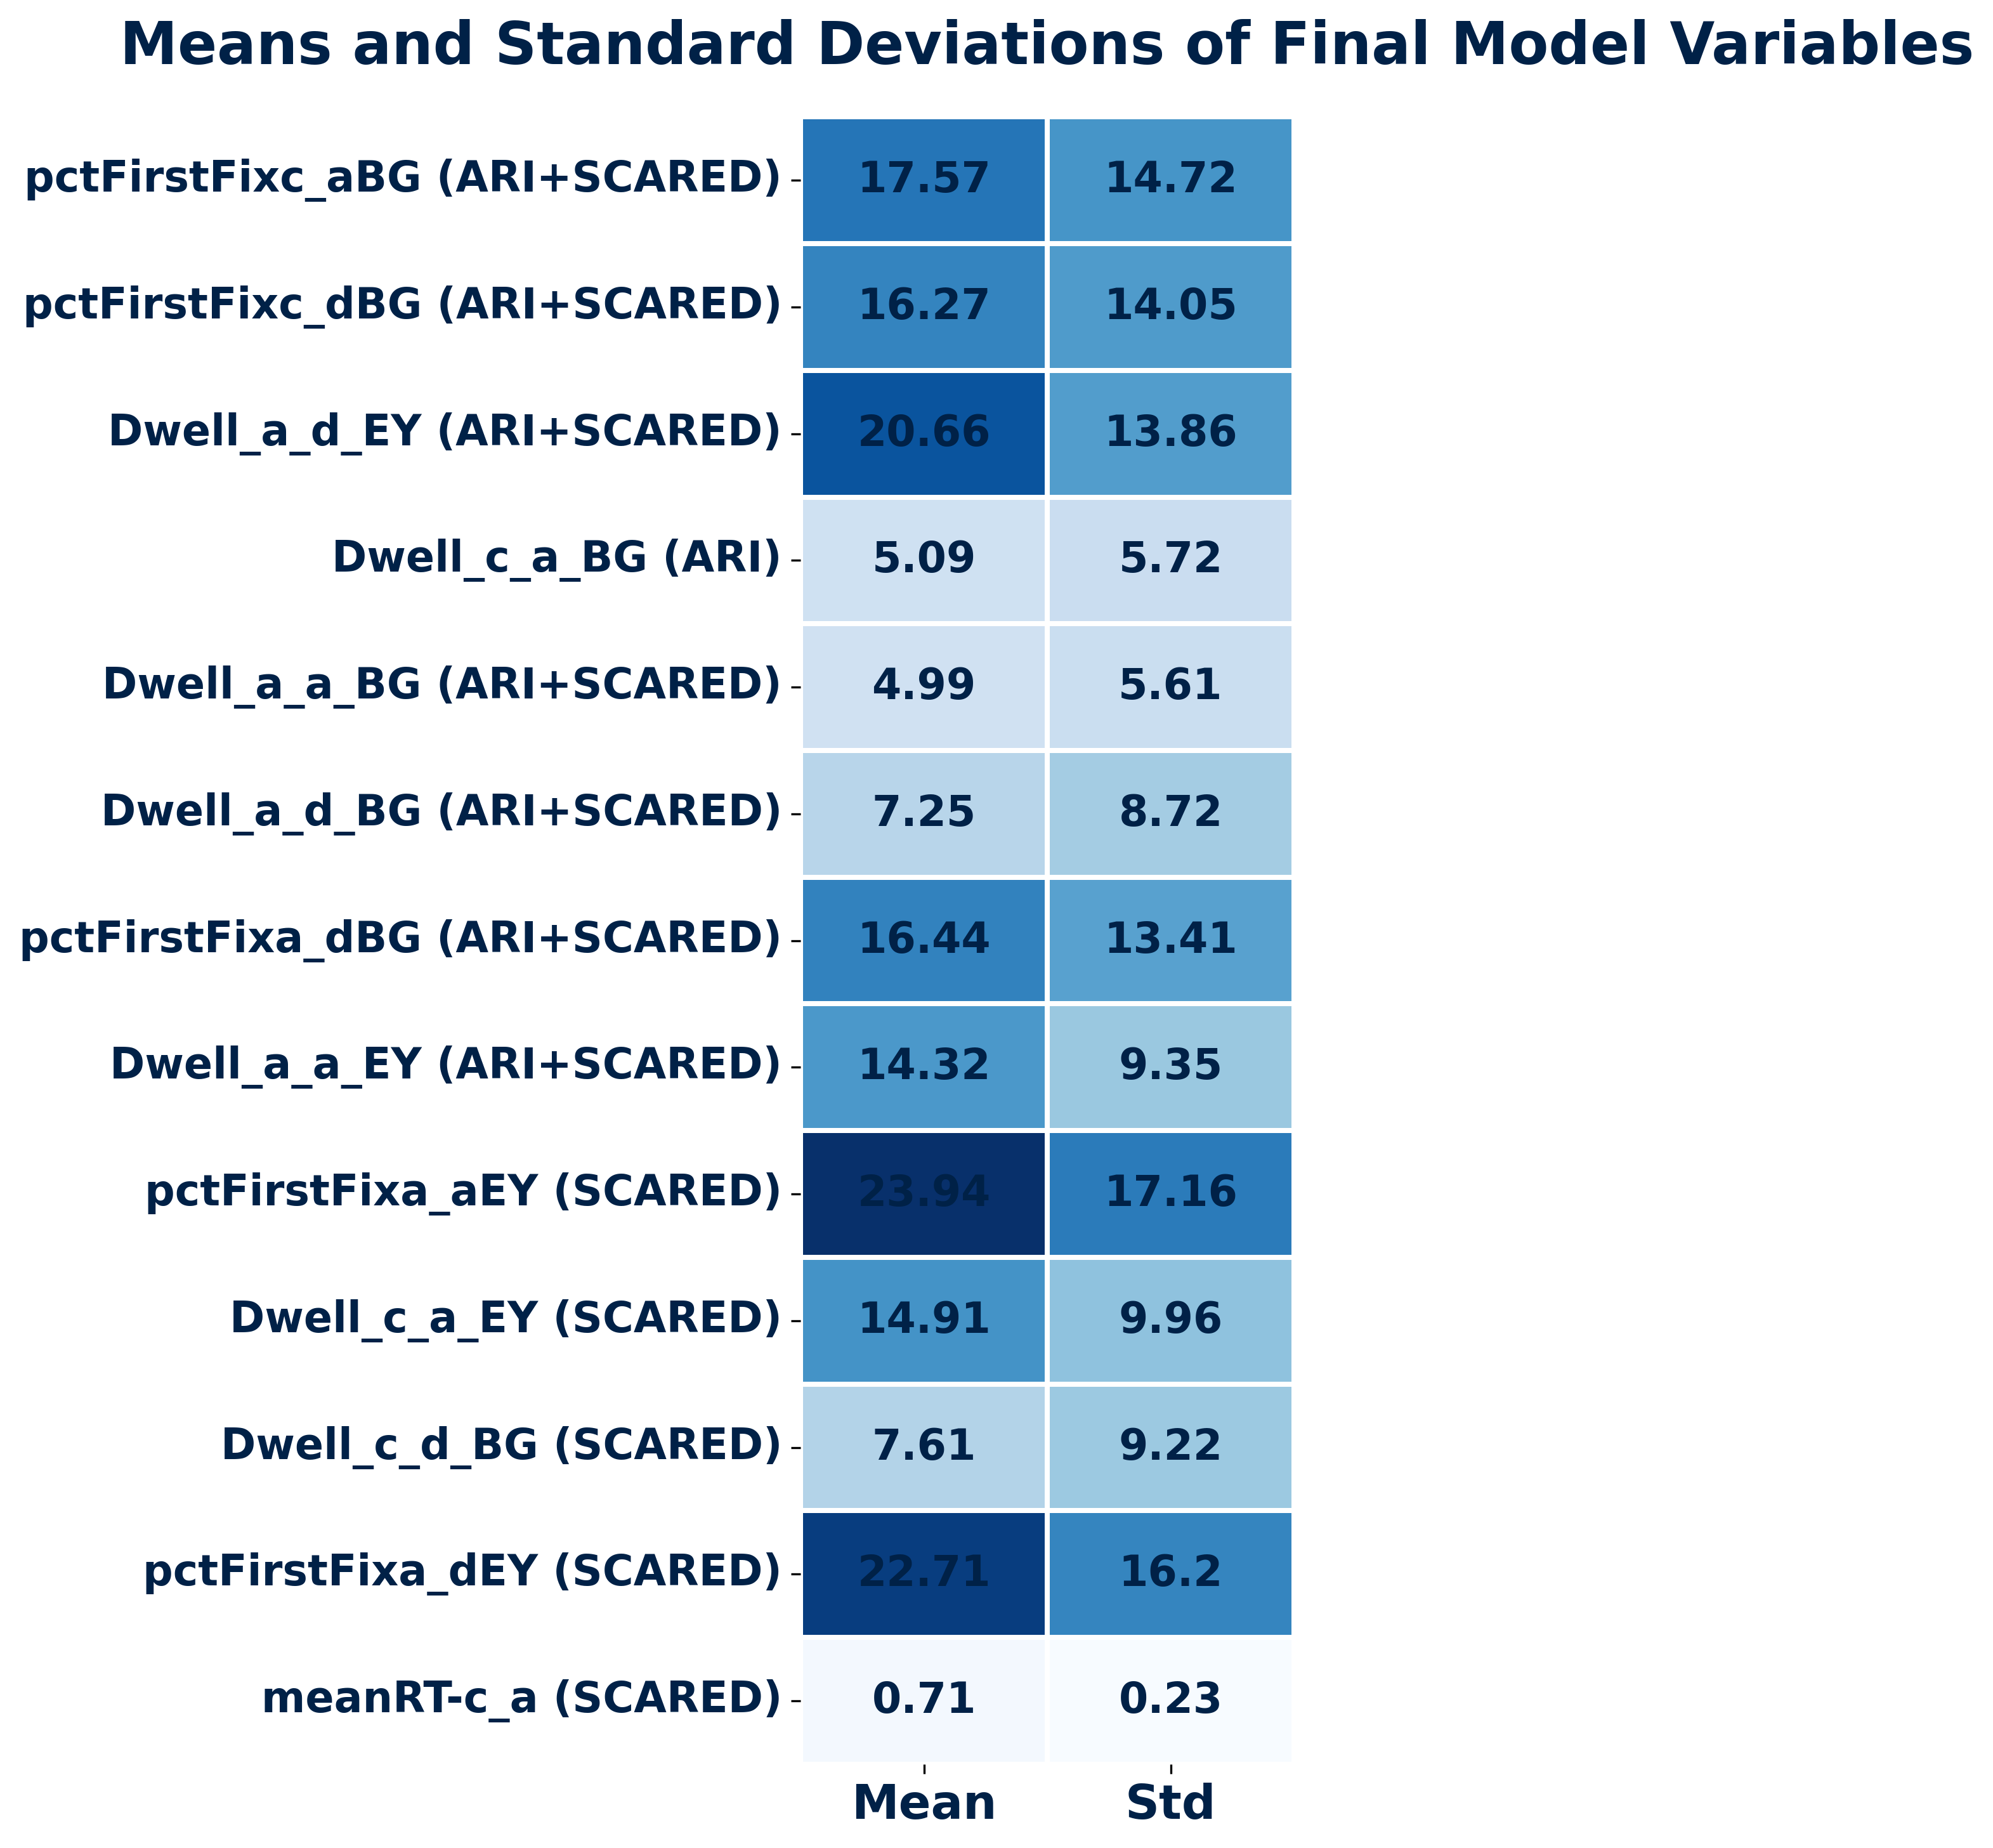 Means and Standard Deviations of Final Model Variables
pctFirstFixc_aBG (ARI+SCARED) 17.57 14.72
pctFirstFixc_dBG (ARI+SCARED) 16.27 14.05
Dwell_a_d_EY (ARI+SCARED) 20.66 13.86
Dwell_c_a_BG (ARI) 5.09 5.72
Dwell_a_a_BG (ARI+SCARED) 4.99 5.61
Dwell_a_d_BG (ARI+SCARED) 7.25 8.72
pctFirstFixa_dBG (ARI+SCARED) 16.44 13.41
Dwell_a_a_EY (ARI+SCARED) 14.32 9.35
pctFirstFixa_aEY (SCARED) 23.94 17.16
Dwell_c_a_EY (SCARED) 14.91 9.96
Dwell_c_d_BG (SCARED) 7.61 9.22
pctFirstFixa_dEY (SCARED) 22.71 16.2
meanRT-c_a (SCARED) 0.71 0.23
Mean Std